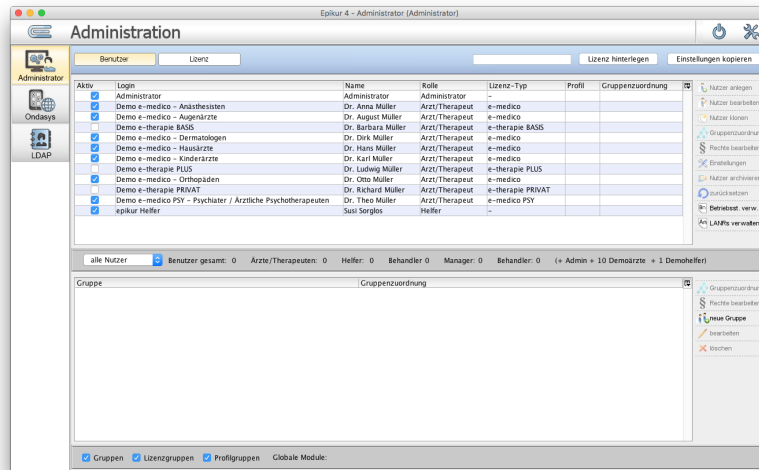 Epikur 4 - Administrator (Administrator)
Administration
Administrator
Ondasys
LDAP
Benutzer Lizenz Lizenz hinterlegen Einstellungen kopieren
Aktiv Login Name Rolle Lizenz-Typ Profil Gruppenzuordnung
Administrator Administrator Administrator -
Demo e-medico - Anästhesisten Dr. Anna Müller Arzt/Therapeut e-medico
Demo e-medico - Augenärzte Dr. August Müller Arzt/Therapeut e-medico
Demo e-therapie BASIS Dr. Barbara Müller Arzt/Therapeut e-therapie BASIS
Demo e-medico - Dermatologen Dr. Dirk Müller Arzt/Therapeut e-medico
Demo e-medico - Hausärzte Dr. Hans Müller Arzt/Therapeut e-medico
Demo e-medico - Kinderärzte Dr. Karl Müller Arzt/Therapeut e-medico
Demo e-therapie PLUS Dr. Ludwig Müller Arzt/Therapeut e-therapie PLUS
Demo e-medico - Orthopäden Dr. Otto Müller Arzt/Therapeut e-medico
Demo e-therapie PRIVAT Dr. Richard Müller Arzt/Therapeut e-therapie PRIVAT
Demo e-medico PSY - Psychiater / Ärztliche Psychotherapeuten Dr. Theo Müller Arzt/Therapeut e-medico PSY
epikur Helfer Susi Sorglos Helfer -
Nutzer anlegen
Nutzer bearbeiten
Nutzer klonen
Gruppenzuordnun
§ Rechte bearbeiten
Einstellungen
Nutzer archivieren
zurücksetzen
Bn Betriebsst. verw.
An LANRs verwalten
alle Nutzer Benutzer gesamt: 0 Ärzte/Therapeuten: 0 Helfer: 0 Behandler 0 Manager: 0 Behandler: 0 (+ Admin + 10 Demoärzte + 1 Demohelfer)
Gruppe Gruppenzuordnung
Gruppenzuordnun
§ Rechte bearbeiten
neue Gruppe
bearbeiten
löschen
Gruppen Lizenzgruppen Profilgruppen Globale Module: